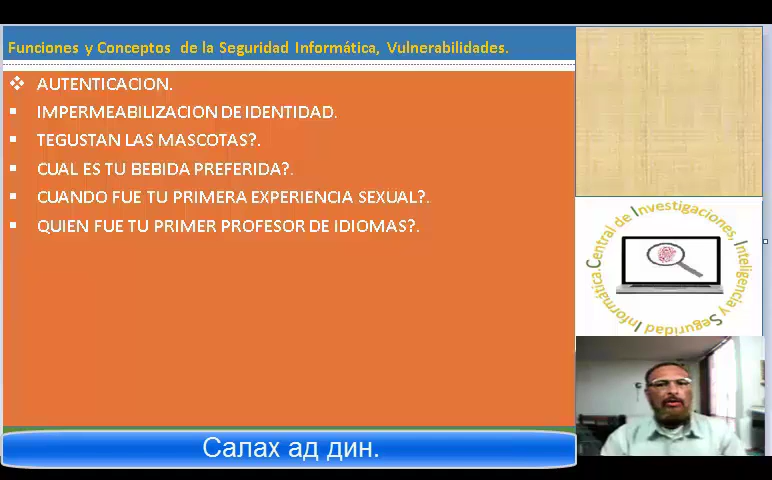 Funciones y Conceptos de la Seguridad Informática, Vulnerabilidades.
AUTENTICACION.
IMPERMEABILIZACION DE IDENTIDAD.
TEGUSTAN LAS MASCOTAS?.
CUAL ES TU BEBIDA PREFERIDA?.
CUANDO FUE TU PRIMERA EXPERIENCIA SEXUAL?.
QUIEN FUE TU PRIMER PROFESOR DE IDIOMAS?.
Central de Investigaciones, Inteligencia y Seguridad Informática.
Салах ад дин.